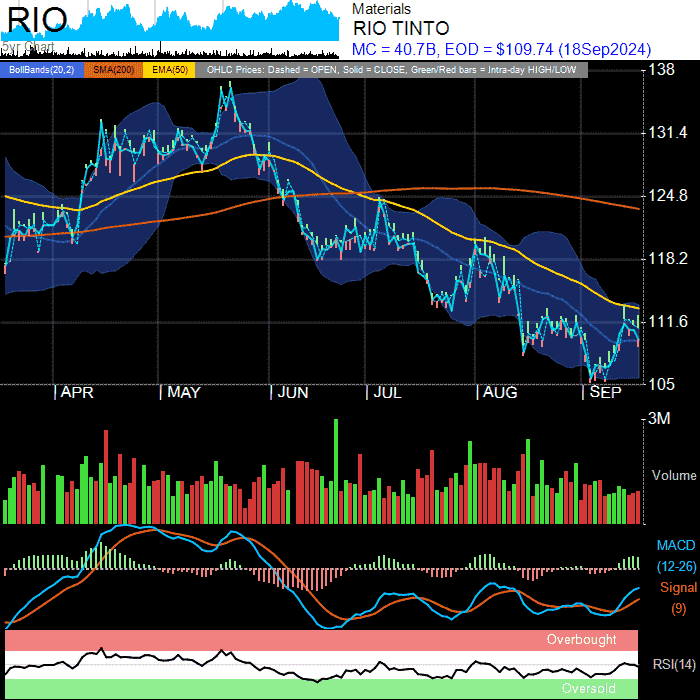 RIO
5yr Chart
Materials
RIO TINTO
MC = 40.7B, EOD = $109.74 (18Sep2024)
BollBands(20,2) SMA(200) EMA(50) OHLC Prices: Dashed = OPEN, Solid = CLOSE, Green/Red bars = Intra-day HIGH/LOW
138
131.4
124.8
118.2
111.6
105
APR MAY JUN JUL AUG SEP
3M
Volume
MACD
(12-26)
Signal
(9)
Overbought
RSI(14)
Oversold